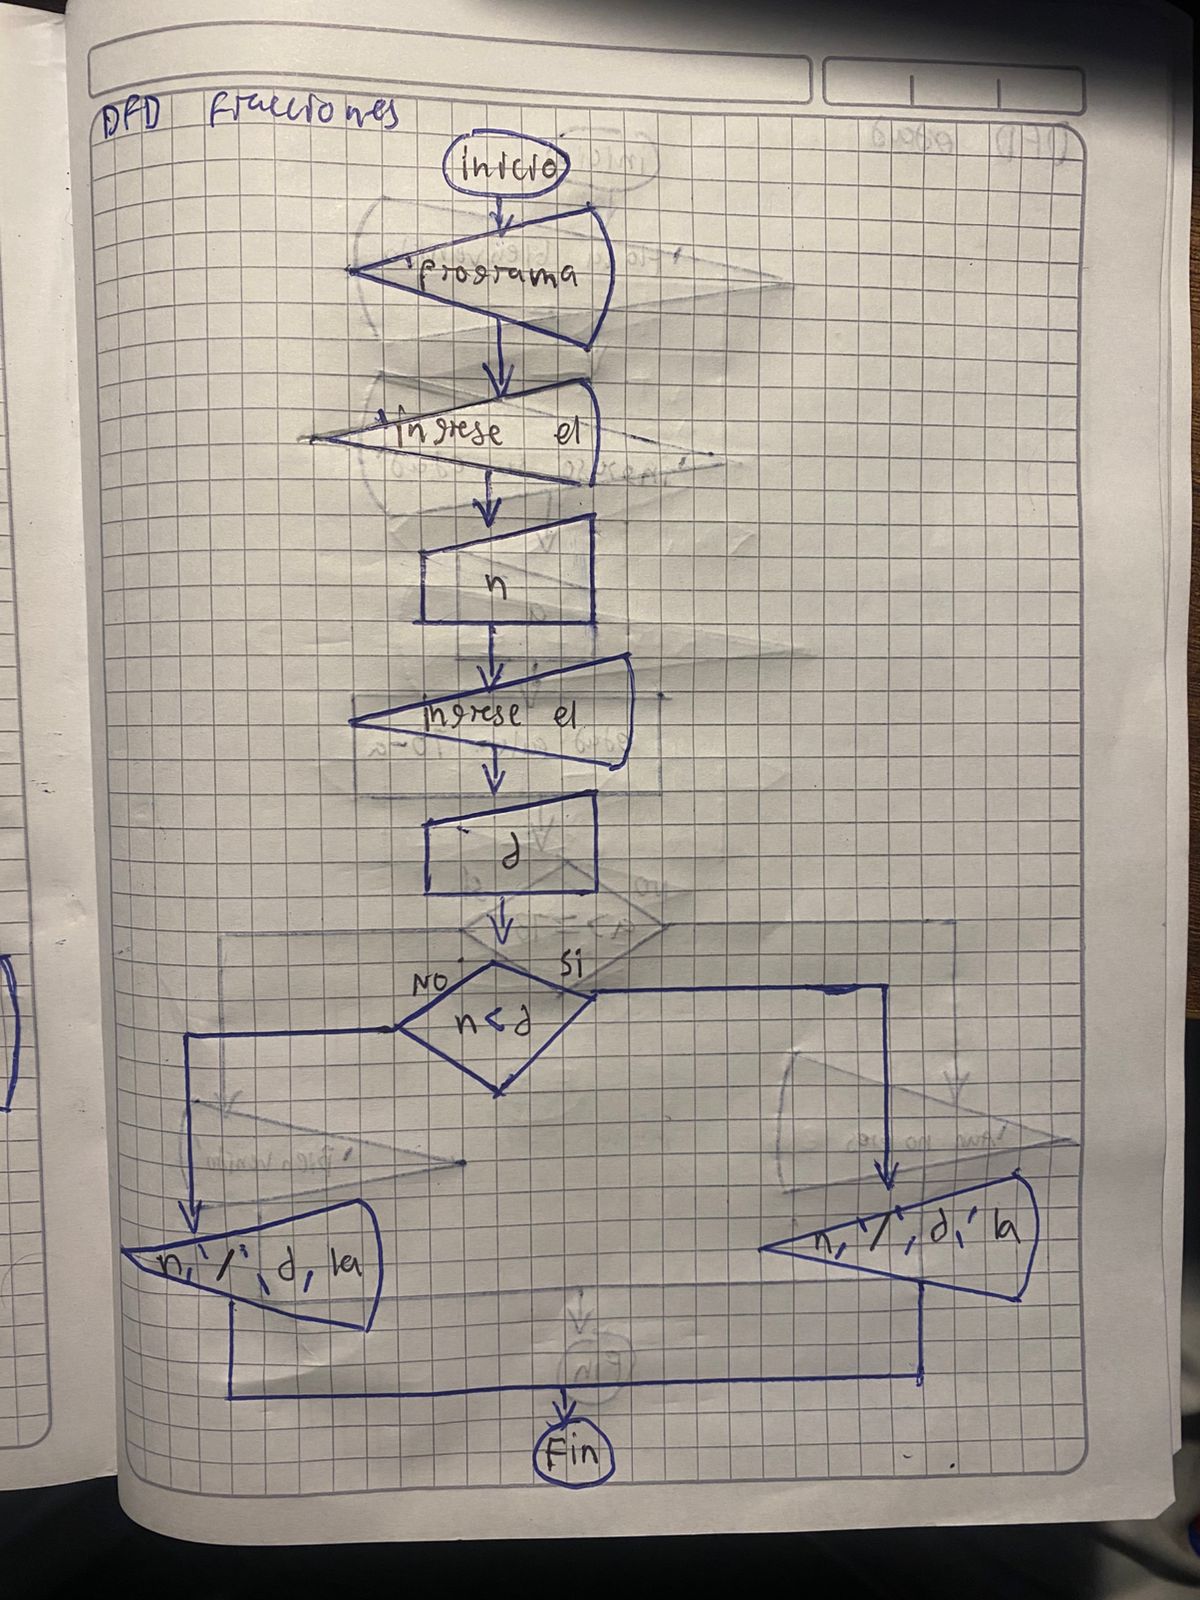 DFD fracciones
inicio
'programa
'ingrese el
n
ingrese el
d
NO
Si
n < d
n,'/',d, la
n,'/',d,' la
Fin